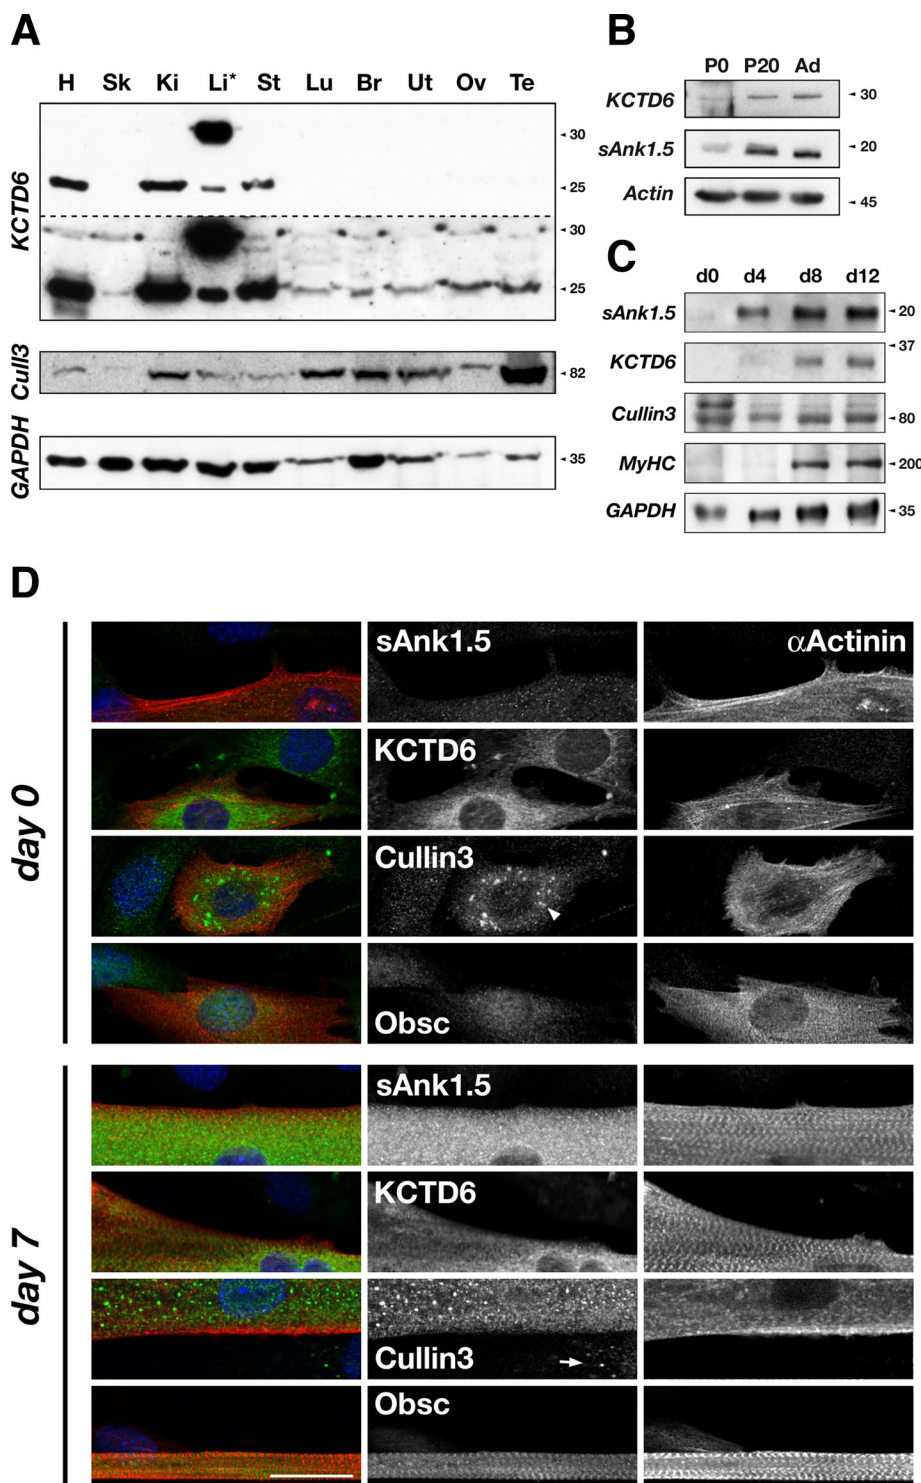 A
H Sk Ki Li* St Lu Br Ut Ov Te
KCTD6
30
25
30
25
Cull3
82
GAPDH
35
B
P0 P20 Ad
KCTD6
30
sAnk1.5
20
Actin
45
C
d0 d4 d8 d12
sAnk1.5
20
KCTD6
37
Cullin3
80
MyHC
200
GAPDH
35
D
day 0
sAnk1.5
αActinin
KCTD6
Cullin3
Obsc
day 7
sAnk1.5
KCTD6
Cullin3
Obsc